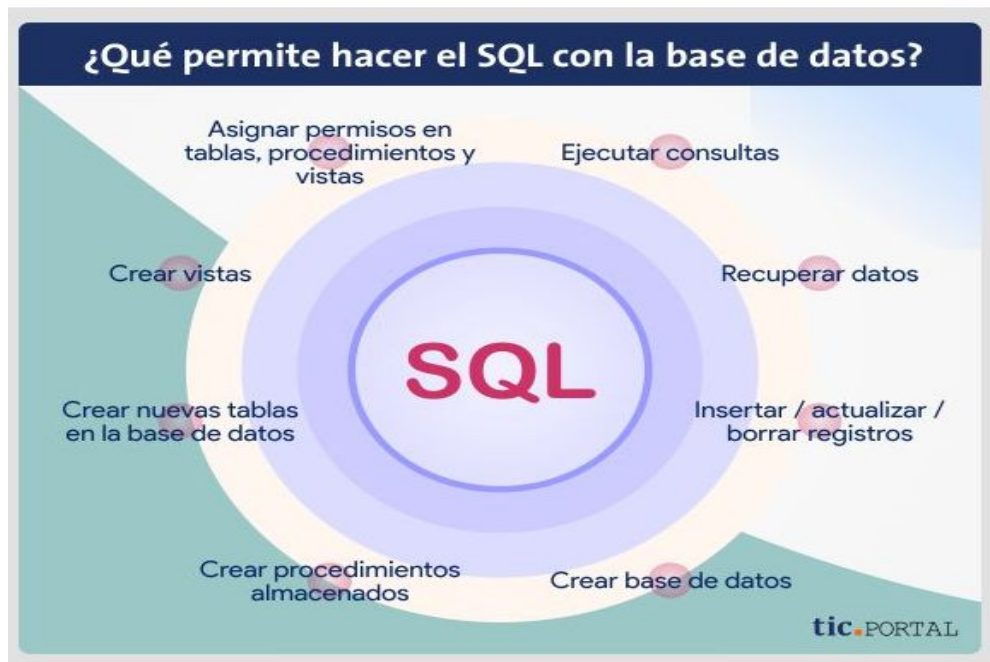 ¿Qué permite hacer el SQL con la base de datos?
Asignar permisos en
tablas, procedimientos y
vistas
Ejecutar consultas
Crear vistas
Recuperar datos
SQL
Crear nuevas tablas
en la base de datos
Insertar / actualizar /
borrar registros
Crear procedimientos
almacenados
Crear base de datos
tic.PORTAL